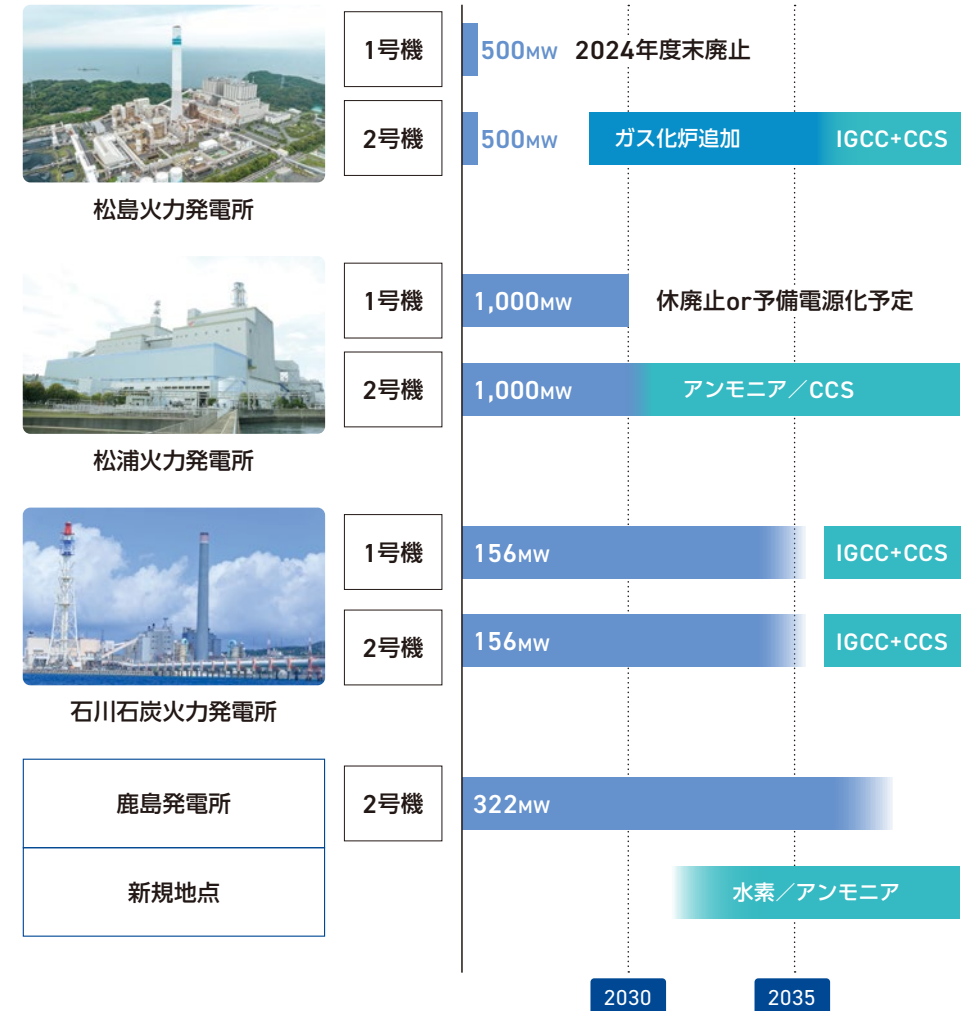 1号機
500MW 2024年度末廃止
2号機
500MW ガス化炉追加 IGCC+CCS
松島火力発電所
1号機
1,000MW 休廃止or予備電源化予定
2号機
1,000MW アンモニア／CCS
松浦火力発電所
1号機
156MW IGCC+CCS
2号機
156MW IGCC+CCS
石川石炭火力発電所
鹿島発電所
2号機
322MW
新規地点
水素／アンモニア
2030 2035